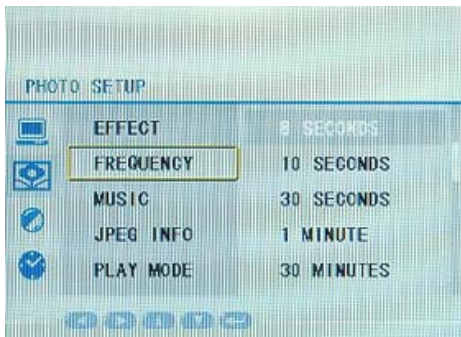 PHOTO SETUP
EFFECT 8 SECONDS
FREQUENCY 10 SECONDS
MUSIC 30 SECONDS
JPEG INFO 1 MINUTE
PLAY MODE 30 MINUTES